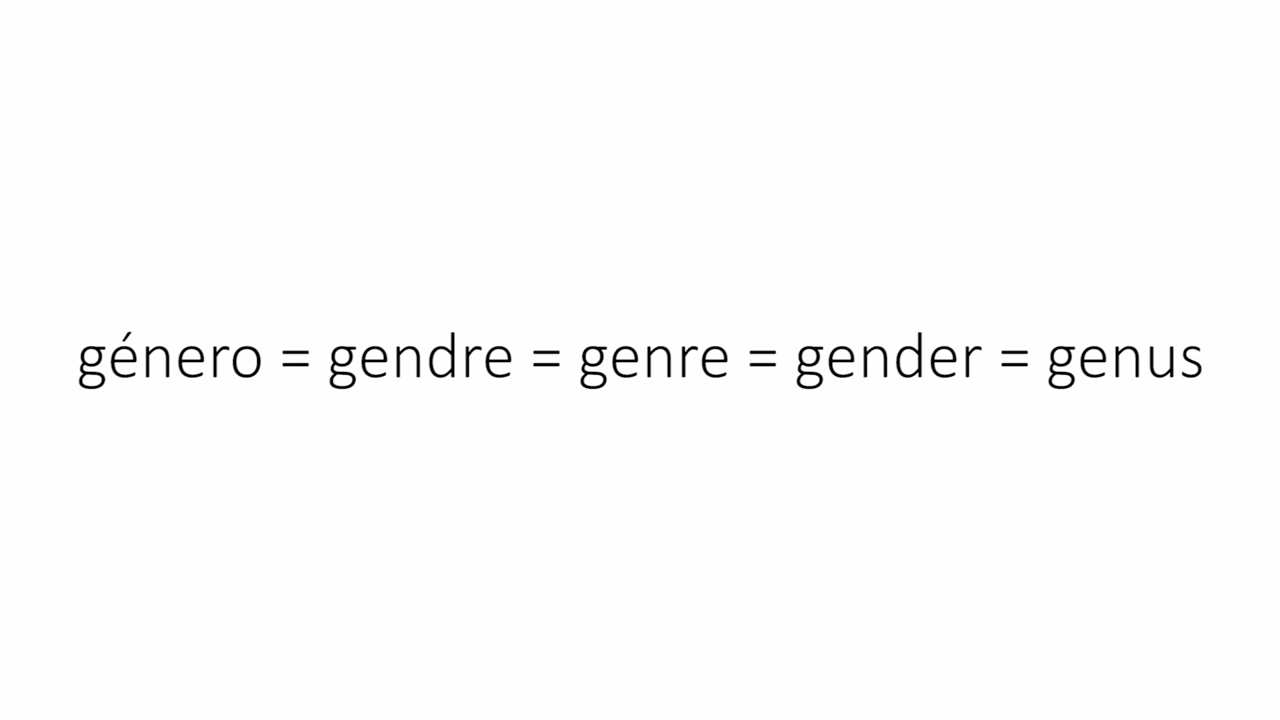 género = gendre = genre = gender = genus